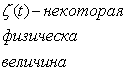 ζ(t) – некоторая
физическа
величина